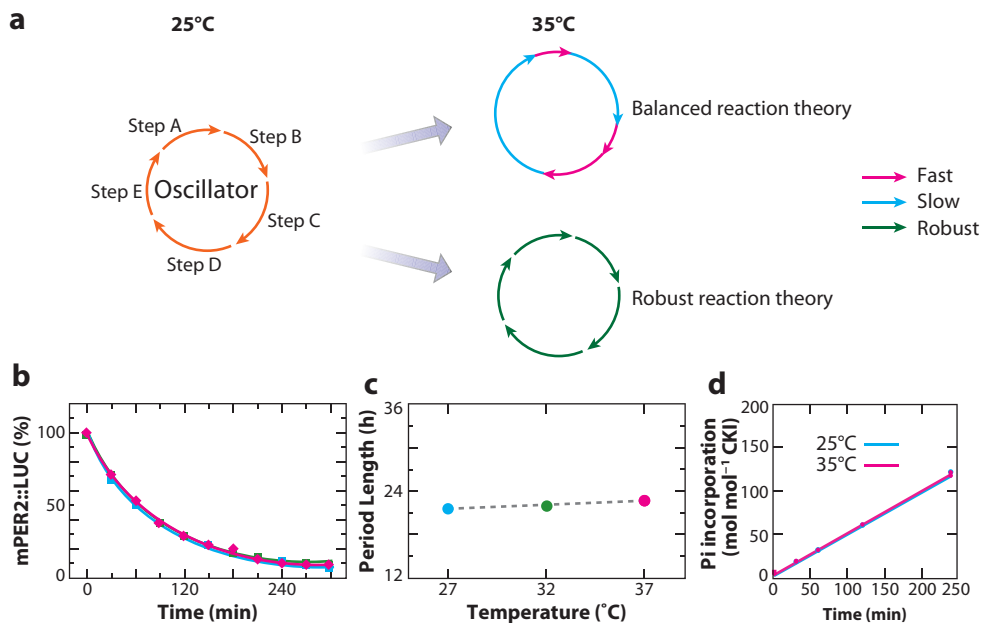 a
25°C
35°C
Step A
Step B
Step E
Oscillator
Step C
Step D
Balanced reaction theory
Fast
Slow
Robust
Robust reaction theory
b
mPER2::LUC (%)
100
50
0
0
120
240
Time (min)
c
Period Length (h)
36
24
12
27
32
37
Temperature (˚C)
d
Pi incorporation
(mol mol⁻¹ CKI)
200
150
100
50
0
25°C
35°C
0
50
100
150
200
250
Time (min)